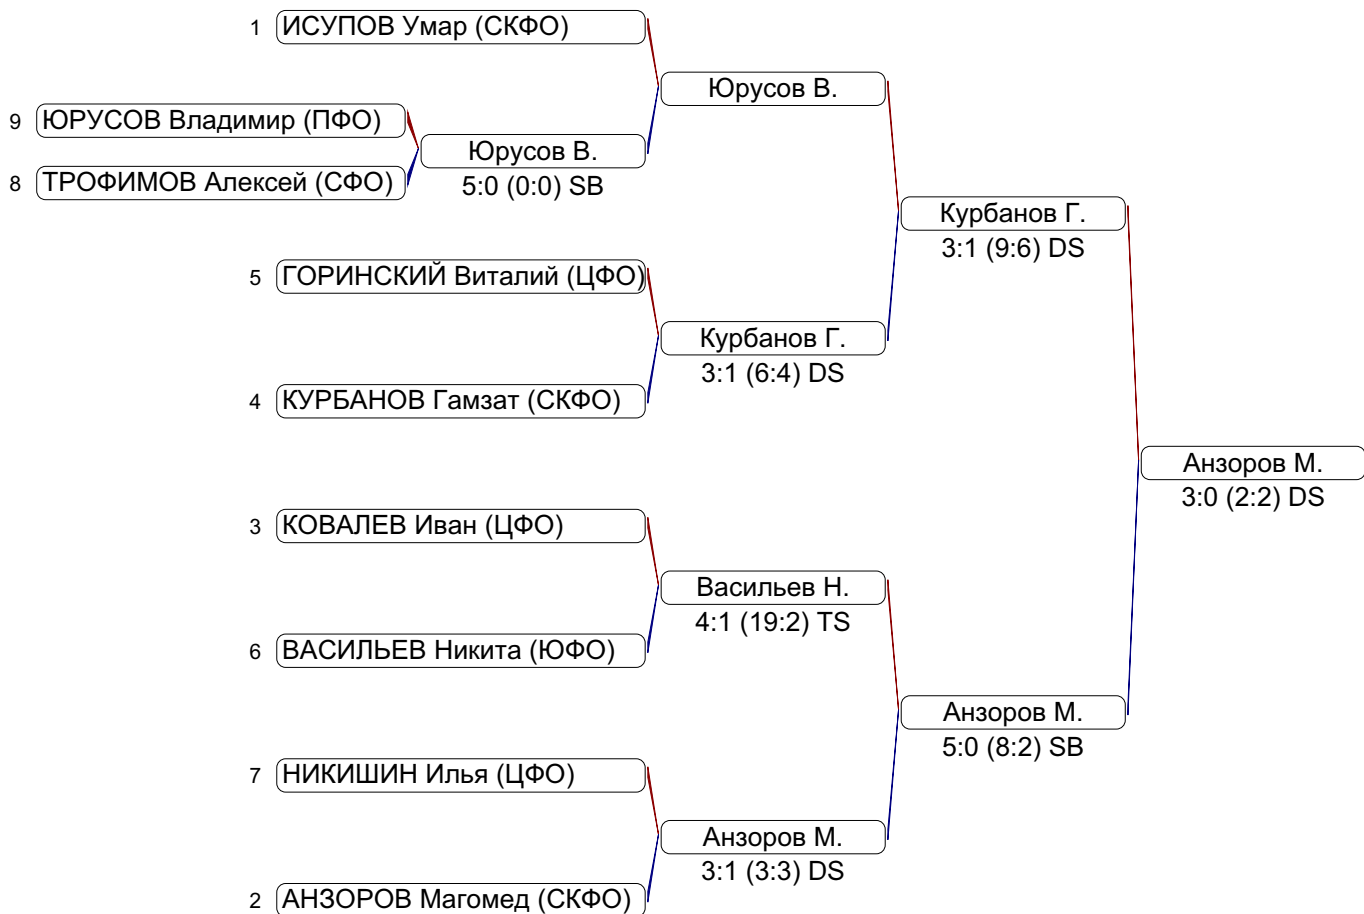 1 ИСУПОВ Умар (СКФО)
Юрусов В.
9 ЮРУСОВ Владимир (ПФО)
Юрусов В.
5:0 (0:0) SB
8 ТРОФИМОВ Алексей (СФО)
Курбанов Г.
3:1 (9:6) DS
5 ГОРИНСКИЙ Виталий (ЦФО)
Курбанов Г.
3:1 (6:4) DS
4 КУРБАНОВ Гамзат (СКФО)
Анзоров М.
3:0 (2:2) DS
3 КОВАЛЕВ Иван (ЦФО)
Васильев Н.
4:1 (19:2) TS
6 ВАСИЛЬЕВ Никита (ЮФО)
Анзоров М.
5:0 (8:2) SB
7 НИКИШИН Илья (ЦФО)
Анзоров М.
3:1 (3:3) DS
2 АНЗОРОВ Магомед (СКФО)